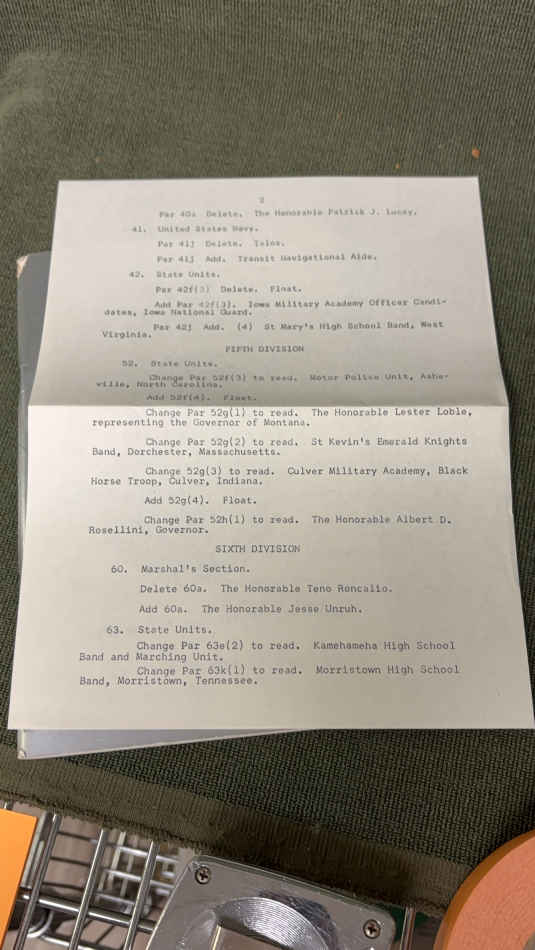 2
Par 40a Delete. The Honorable Patrick J. Lucey.
41. United States Navy.
Par 41j Delete. Talos.
Par 41j Add. Transit Navigational Aide.
42. State Units.
Par 42f(3) Delete. Float.
Add Par 42f(3). Iowa Military Academy Officer Candi-
dates, Iowa National Guard.
Par 42j Add. (4) St Mary's High School Band, West
Virginia.
FIFTH DIVISION
52. State Units.
Change Par 52f(3) to read. Motor Police Unit, Ashe-
ville, North Carolina.
Add 52f(4). Float.
Change Par 52g(1) to read. The Honorable Lester Loble,
representing the Governor of Montana.
Change Par 52g(2) to read. St Kevin's Emerald Knights
Band, Dorchester, Massachusetts.
Change 52g(3) to read. Culver Military Academy, Black
Horse Troop, Culver, Indiana.
Add 52g(4). Float.
Change Par 52h(1) to read. The Honorable Albert D.
Rosellini, Governor.
SIXTH DIVISION
60. Marshal's Section.
Delete 60a. The Honorable Teno Roncalio.
Add 60a. The Honorable Jesse Unruh.
63. State Units.
Change Par 63e(2) to read. Kamehameha High School
Band and Marching Unit.
Change Par 63k(1) to read. Morristown High School
Band, Morristown, Tennessee.